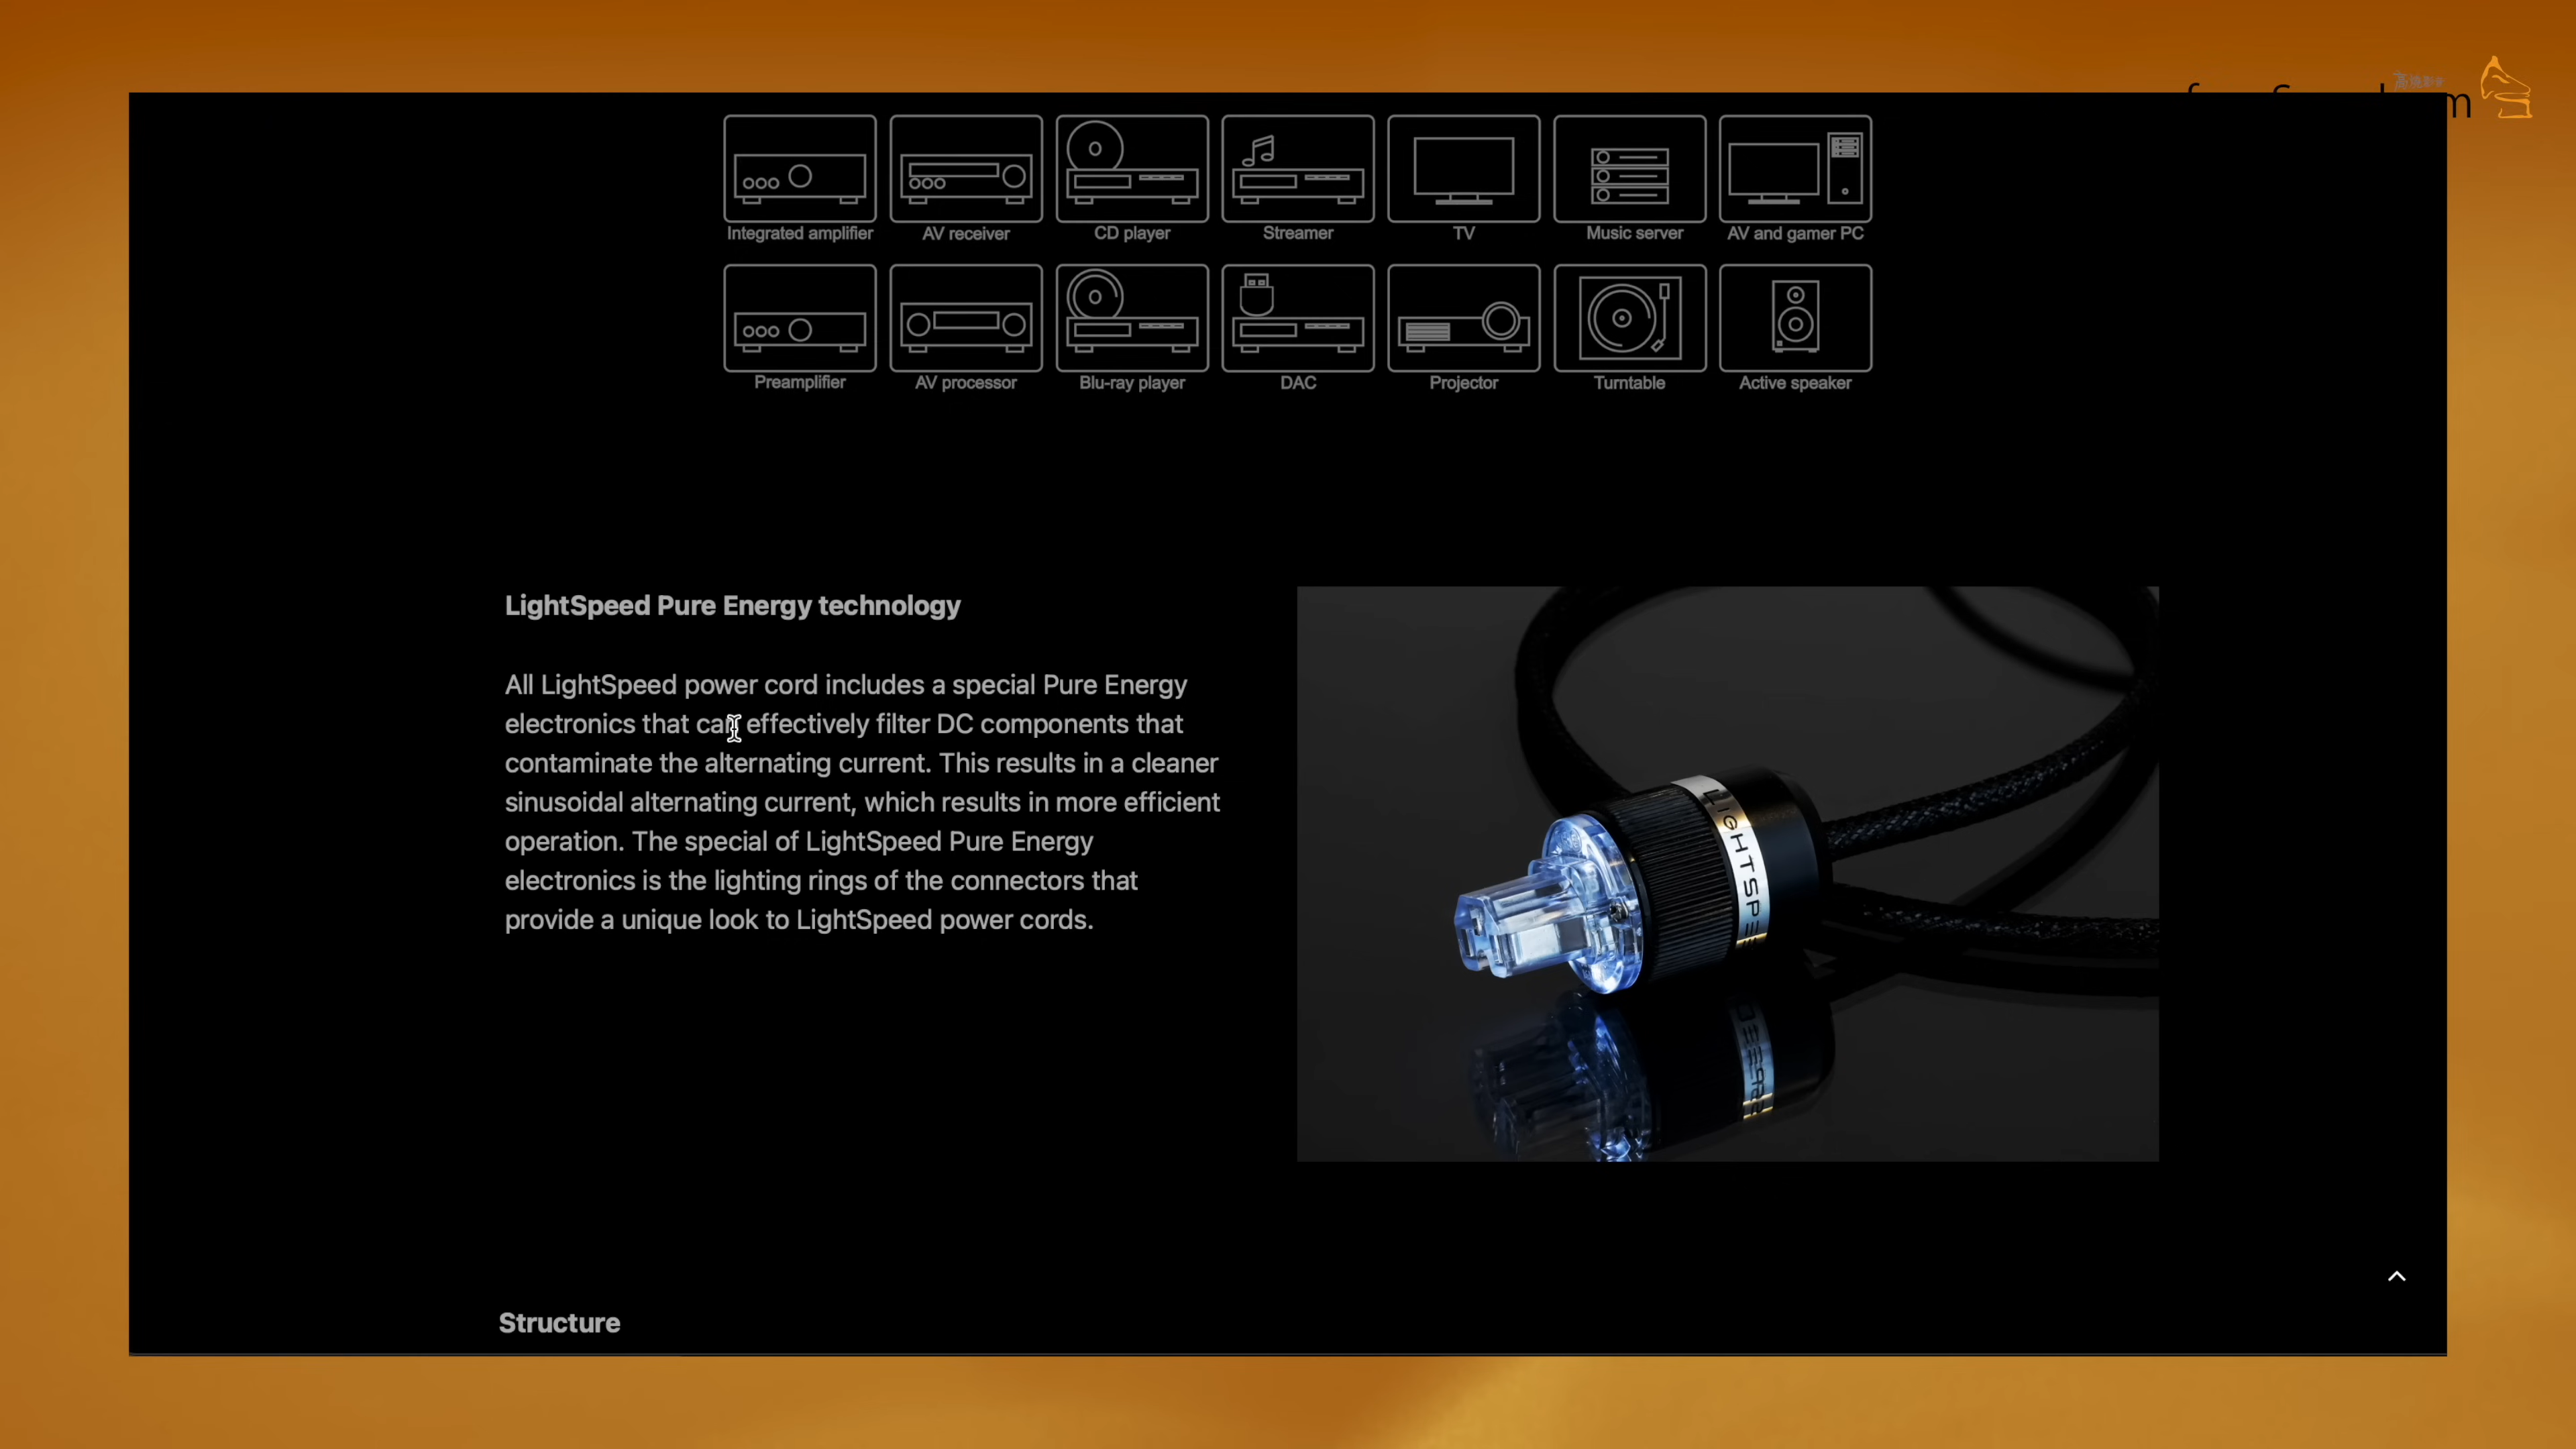 Integrated amplifier AV receiver CD player Streamer TV Music server AV and gamer PC
Preamplifier AV processor Blu-ray player DAC Projector Turntable Active speaker
LightSpeed Pure Energy technology
All LightSpeed power cord includes a special Pure Energy
electronics that can effectively filter DC components that
contaminate the alternating current. This results in a cleaner
sinusoidal alternating current, which results in more efficient
operation. The special of LightSpeed Pure Energy
electronics is the lighting rings of the connectors that
provide a unique look to LightSpeed power cords.
LIGHTSPEE
Structure